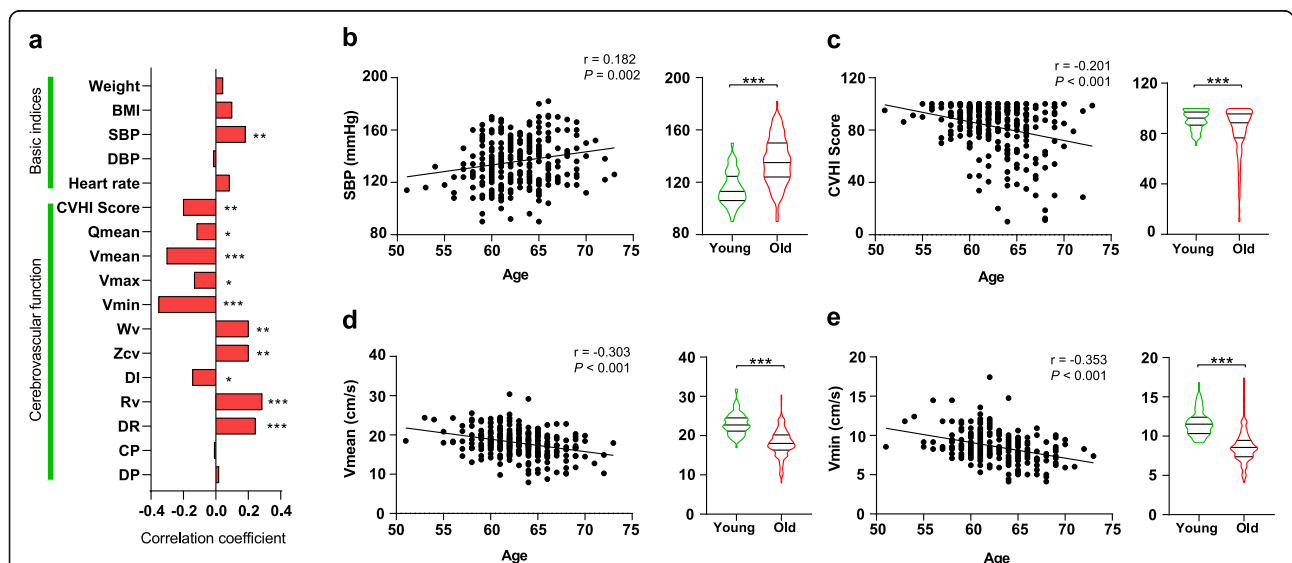 a
Basic indices
Cerebrovascular function
Weight
BMI
SBP **
DBP
Heart rate
CVHI Score **
Qmean *
Vmean ***
Vmax *
Vmin ***
Wv **
Zcv **
DI *
Rv ***
DR ***
CP
DP
-0.4 -0.2 0.0 0.2 0.4
Correlation coefficient
b
r = 0.182
P = 0.002
SBP (mmHg)
200
160
120
80
50 55 60 65 70 75
Age
200
160
120
80
***
Young Old
c
r = -0.201
P < 0.001
CVHI Score
120
80
40
0
50 55 60 65 70 75
Age
120
80
40
0
***
Young Old
d
r = -0.303
P < 0.001
Vmean (cm/s)
40
30
20
10
0
50 55 60 65 70 75
Age
40
30
20
10
0
***
Young Old
e
r = -0.353
P < 0.001
Vmin (cm/s)
20
15
10
5
0
50 55 60 65 70 75
Age
20
15
10
5
0
***
Young Old